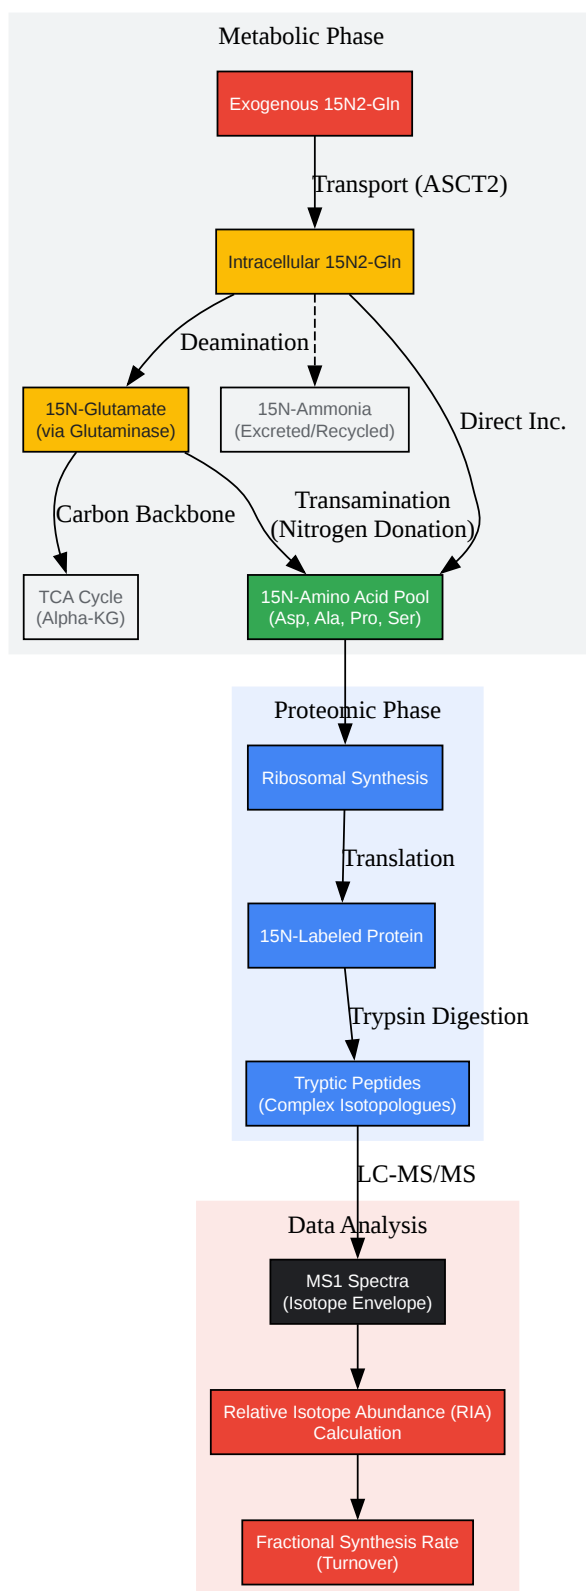 Metabolic Phase
Exogenous 15N2-Gln
Transport (ASCT2)
Intracellular 15N2-Gln
Deamination
15N-Glutamate
(via Glutaminase)
15N-Ammonia
(Excreted/Recycled)
Direct Inc.
Carbon Backbone
Transamination
(Nitrogen Donation)
TCA Cycle
(Alpha-KG)
15N-Amino Acid Pool
(Asp, Ala, Pro, Ser)
Proteomic Phase
Ribosomal Synthesis
Translation
15N-Labeled Protein
Trypsin Digestion
Tryptic Peptides
(Complex Isotopologues)
LC-MS/MS
Data Analysis
MS1 Spectra
(Isotope Envelope)
Relative Isotope Abundance (RIA)
Calculation
Fractional Synthesis Rate
(Turnover)